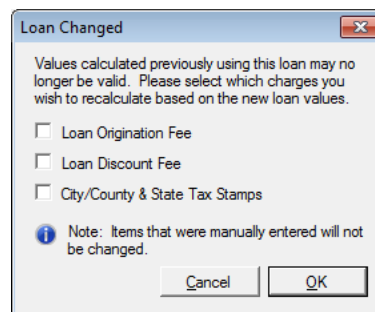 Loan Changed
Values calculated previously using this loan may no
longer be valid. Please select which charges you
wish to recalculate based on the new loan values.
Loan Origination Fee
Loan Discount Fee
City/County & State Tax Stamps
Note: Items that were manually entered will not
be changed.
Cancel
OK